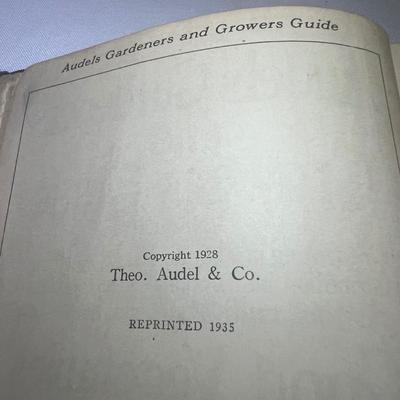 Audels Gardeners and Growers Guide
Copyright 1928
Theo. Audel & Co.
REPRINTED 1935